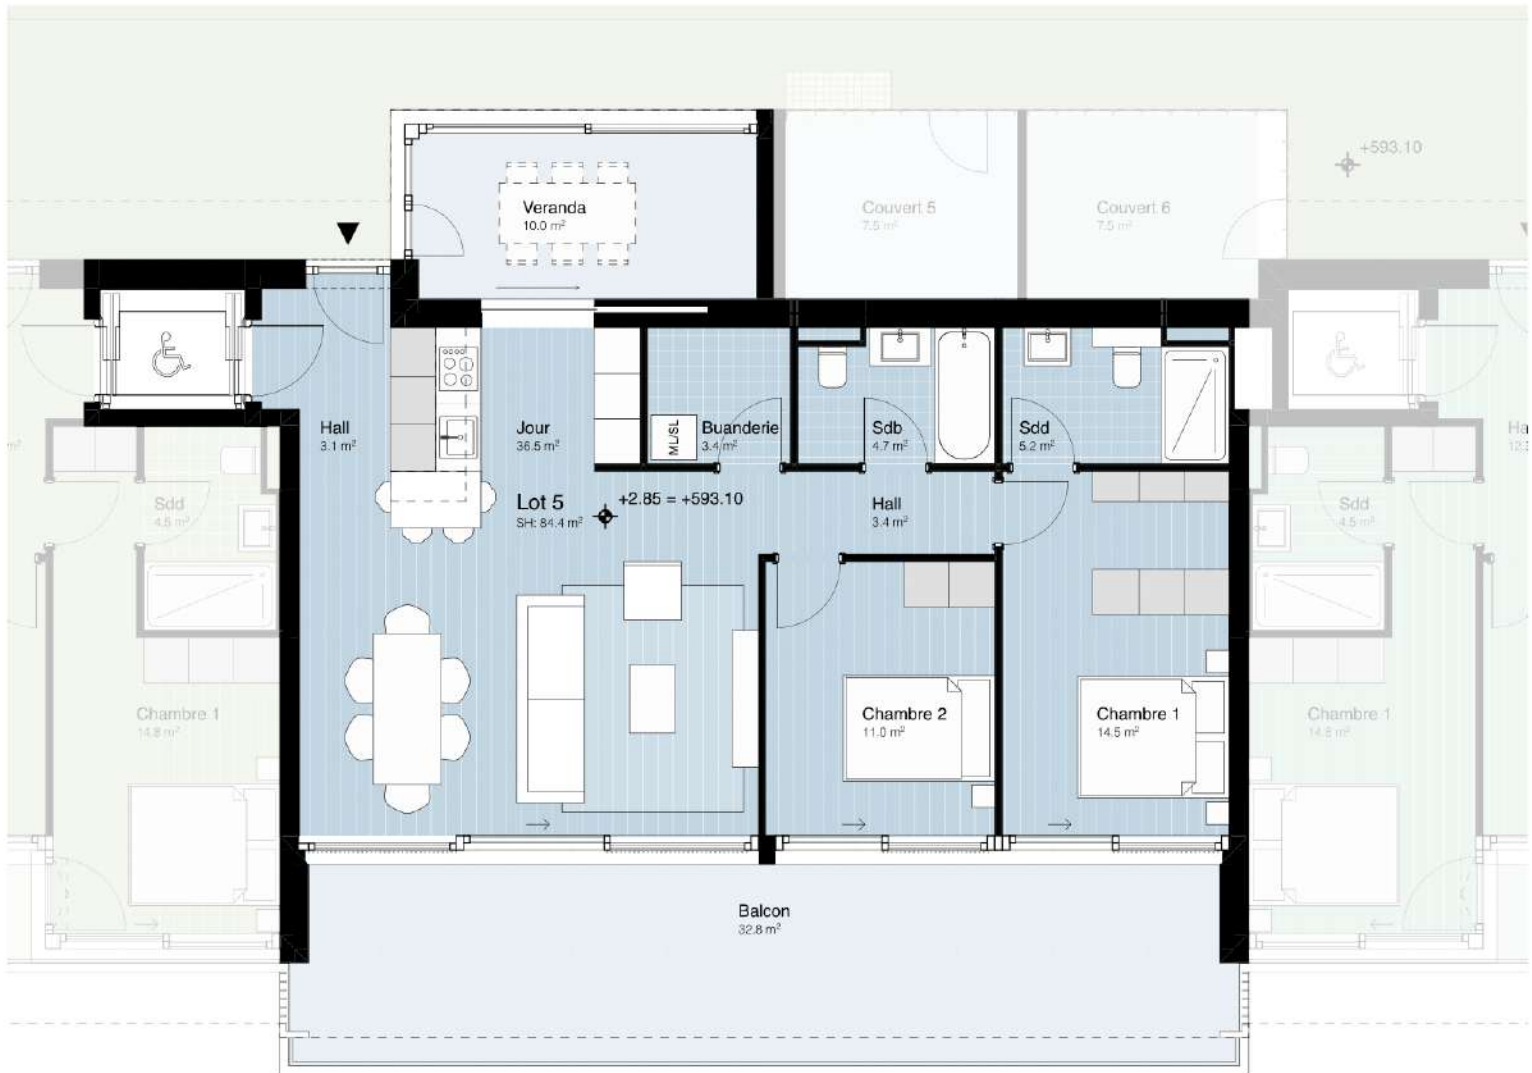 +593.10
Veranda
10.0 m²
Couvert 5
7.5 m²
Couvert 6
7.5 m²
Hall
3.1 m²
Jour
36.5 m²
ML/SL
Buanderie
3.4 m²
Sdb
4.7 m²
Sdd
5.2 m²
Sdd
4.5 m²
Lot 5
SH: 84.4 m²
+2.85 = +593.10
Hall
3.4 m²
Sdd
4.5 m²
Chambre 1
14.8 m²
Chambre 2
11.0 m²
Chambre 1
14.5 m²
Chambre 1
14.8 m²
Balcon
32.8 m²